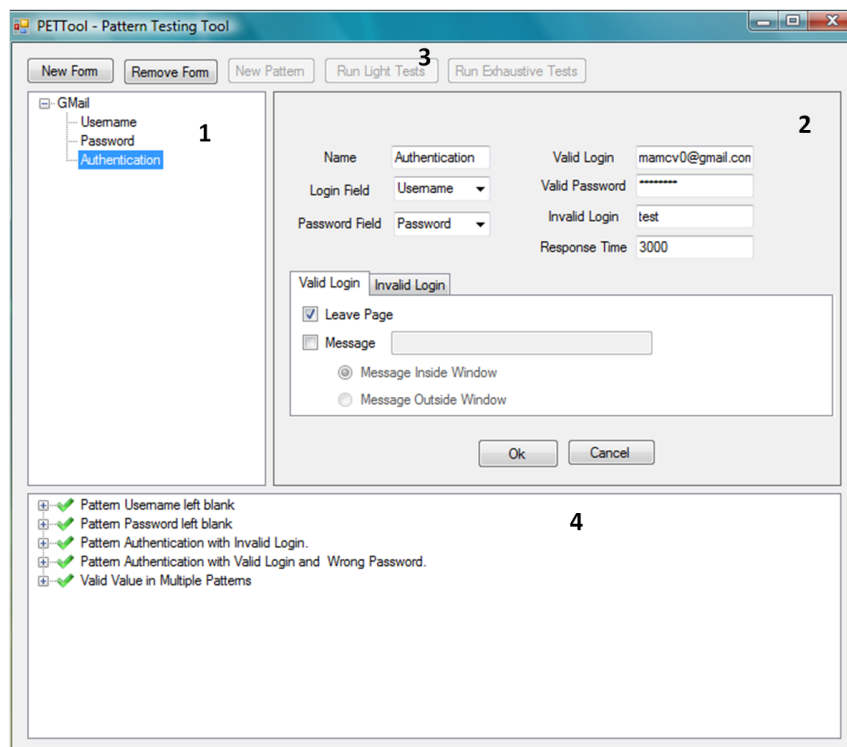 PETTool - Pattern Testing Tool
New Form Remove Form New Pattern Run Light Tests Run Exhaustive Tests
3
GMail
Username
Password
Authentication
1
2
Name Authentication Valid Login mamcv0@gmail.con
Login Field Username Valid Password ********
Password Field Password Invalid Login test
Response Time 3000
Valid Login Invalid Login
Leave Page
Message
Message Inside Window
Message Outside Window
Ok Cancel
Pattern Username left blank
Pattern Password left blank
Pattern Authentication with Invalid Login.
Pattern Authentication with Valid Login and Wrong Password.
Valid Value in Multiple Patterns
4